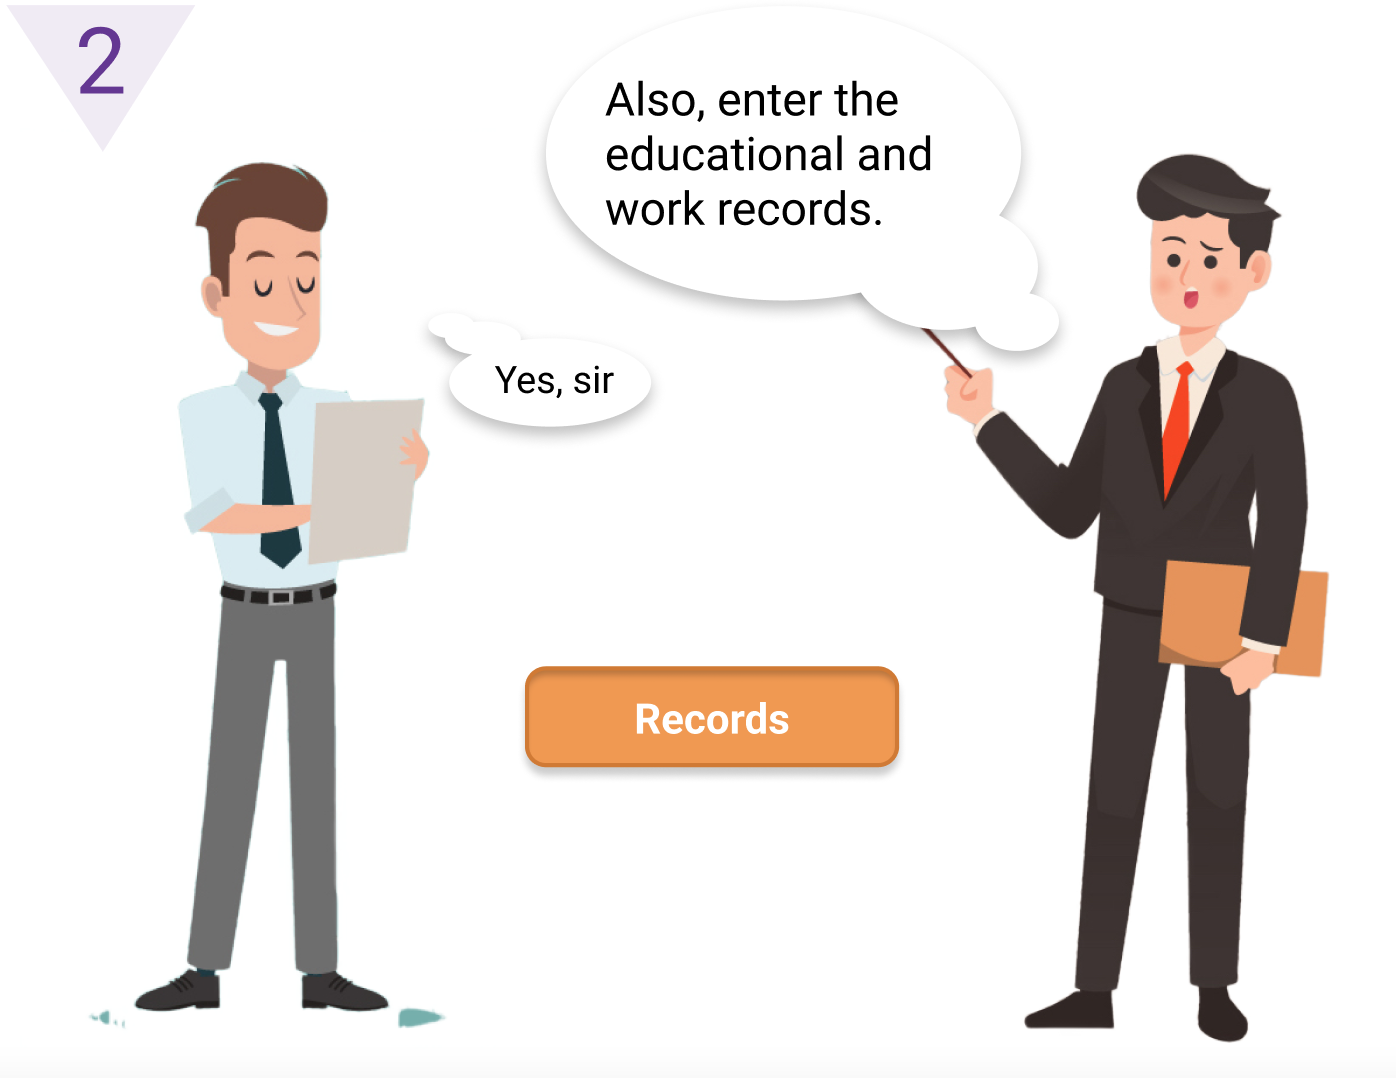 2
Also, enter the
educational and
work records.
Yes, sir
Records